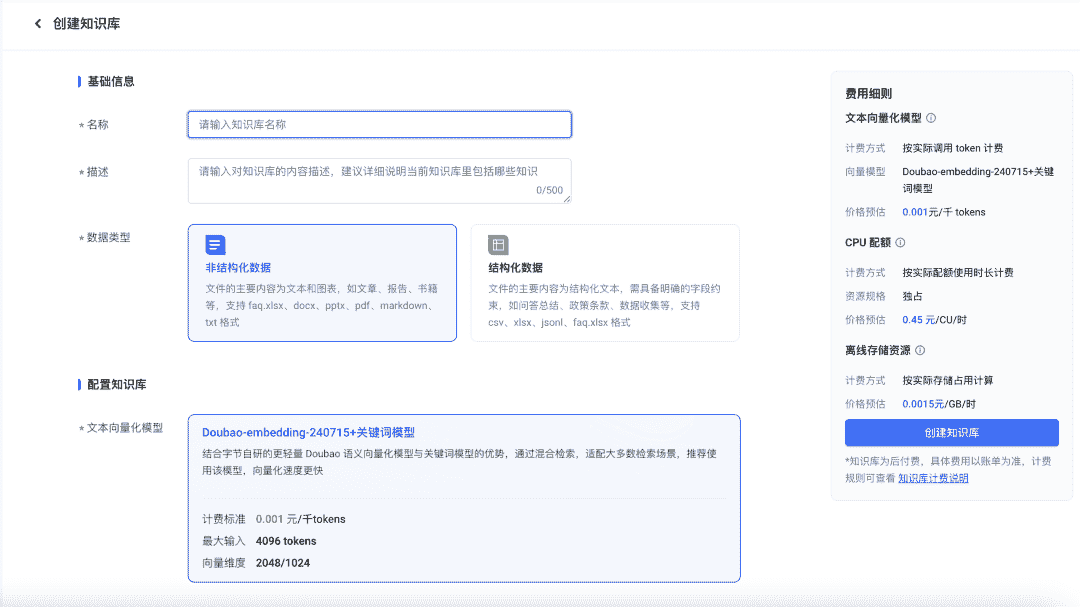 创建知识库
基础信息
* 名称
请输入知识库名称
* 描述
请输入对知识库的内容描述，建议详细说明当前知识库里包括哪些知识
0/500
* 数据类型
非结构化数据
文件的主要内容为文本和图表，如文章、报告、书籍
等，支持 faq.xlsx、docx、pptx、pdf、markdown、
txt 格式
结构化数据
文件的主要内容为结构化文本，需具备明确的字段约
束，如问答总结、政策条款、数据收集等，支持
csv、xlsx、jsonl、faq.xlsx 格式
配置知识库
* 文本向量化模型
Doubao-embedding-240715+关键词模型
结合字节自研的更轻量 Doubao 语义向量化模型与关键词模型的优势，通过混合检索，适配大多数检索场景，推荐使
用该模型，向量化速度更快
计费标准 0.001 元/千tokens
最大输入 4096 tokens
向量维度 2048/1024
费用细则
文本向量化模型
计费方式 按实际调用 token 计费
向量模型 Doubao-embedding-240715+关键
词模型
价格预估 0.001元/千 tokens
CPU 配额
计费方式 按实际配额使用时长计费
资源规格 独占
价格预估 0.45 元/CU/时
离线存储资源
计费方式 按实际存储占用计算
价格预估 0.0015元/GB/时
创建知识库
*知识库为后付费，具体费用以账单为准，计费
规则可查看 知识库计费说明